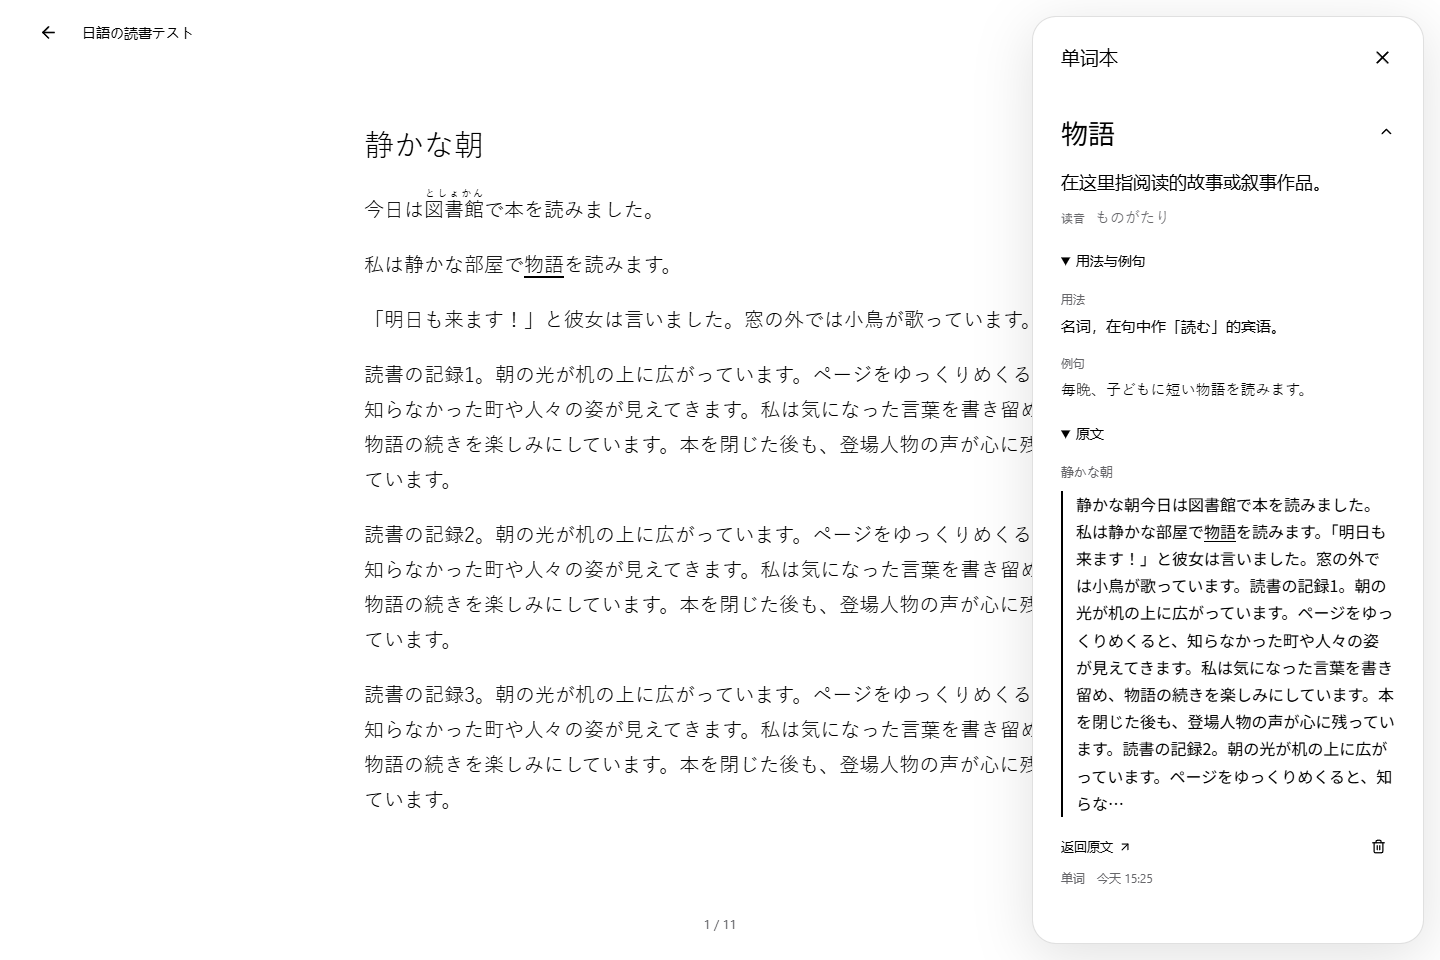 日語の読書テスト
静かな朝
としょかん
今日は図書館で本を読みました。
私は静かな部屋で物語を読みます。
「明日も来ます！」と彼女は言いました。窓の外では小鳥が歌っています。
読書の記録1。朝の光が机の上に広がっています。ページをゆっくりめくる
知らなかった町や人々の姿が見えてきます。私は気になった言葉を書き留め
物語の続きを楽しみにしています。本を閉じた後も、登場人物の声が心に残
ています。
読書の記録2。朝の光が机の上に広がっています。ページをゆっくりめくる
知らなかった町や人々の姿が見えてきます。私は気になった言葉を書き留め
物語の続きを楽しみにしています。本を閉じた後も、登場人物の声が心に残
ています。
読書の記録3。朝の光が机の上に広がっています。ページをゆっくりめくる
知らなかった町や人々の姿が見えてきます。私は気になった言葉を書き留め
物語の続きを楽しみにしています。本を閉じた後も、登場人物の声が心に残
ています。
1 / 11
单词本
物語
在这里指阅读的故事或叙事作品。
读音 ものがたり
▼ 用法与例句
用法
名词，在句中作「読む」的宾语。
例句
毎晩、子どもに短い物語を読みます。
▼ 原文
静かな朝
静かな朝今日は図書館で本を読みました。
私は静かな部屋で物語を読みます。「明日も
来ます！」と彼女は言いました。窓の外で
は小鳥が歌っています。読書の記録1。朝の
光が机の上に広がっています。ページをゆっ
くりめくると、知らなかった町や人々の姿
が見えてきます。私は気になった言葉を書き
留め、物語の続きを楽しみにしています。本
を閉じた後も、登場人物の声が心に残ってい
ます。読書の記録2。朝の光が机の上に広が
っています。ページをゆっくりめくると、知
らな…
返回原文 ↗
单词 今天 15:25